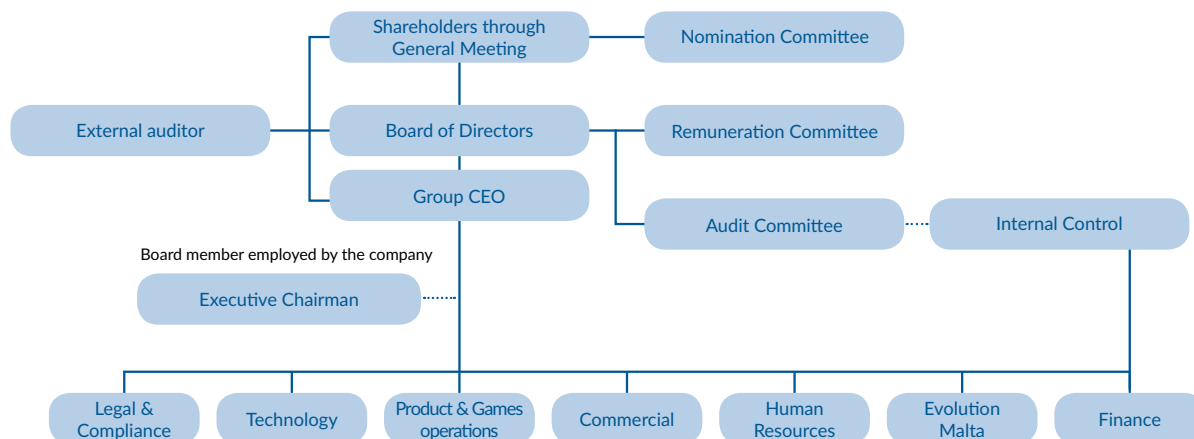 Shareholders through
General Meeting
Nomination Committee
External auditor
Board of Directors
Remuneration Committee
Group CEO
Audit Committee
Internal Control
Board member employed by the company
Executive Chairman
Legal &
Compliance
Technology
Product & Games
operations
Commercial
Human
Resources
Evolution
Malta
Finance